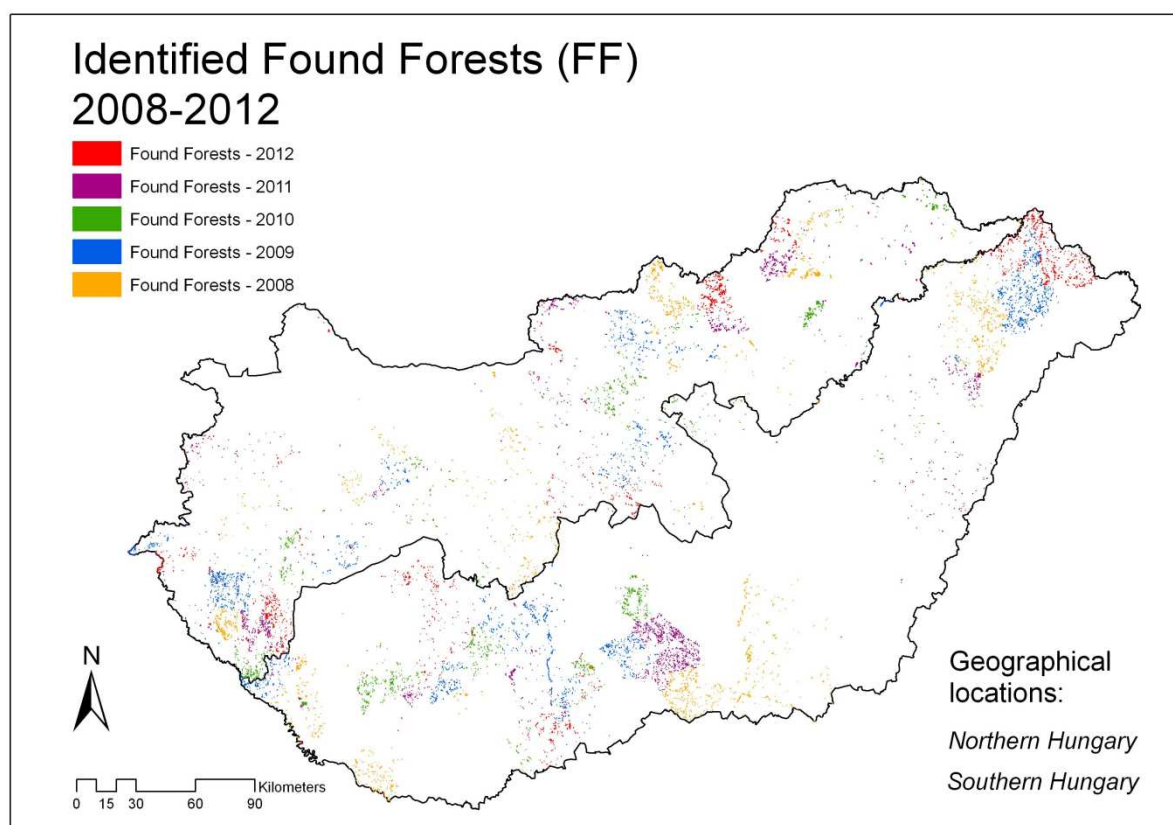 Identified Found Forests (FF)
2008-2012
Found Forests - 2012
Found Forests - 2011
Found Forests - 2010
Found Forests - 2009
Found Forests - 2008
N
Kilometers
0 15 30 60 90
Geographical
locations:
Northern Hungary
Southern Hungary